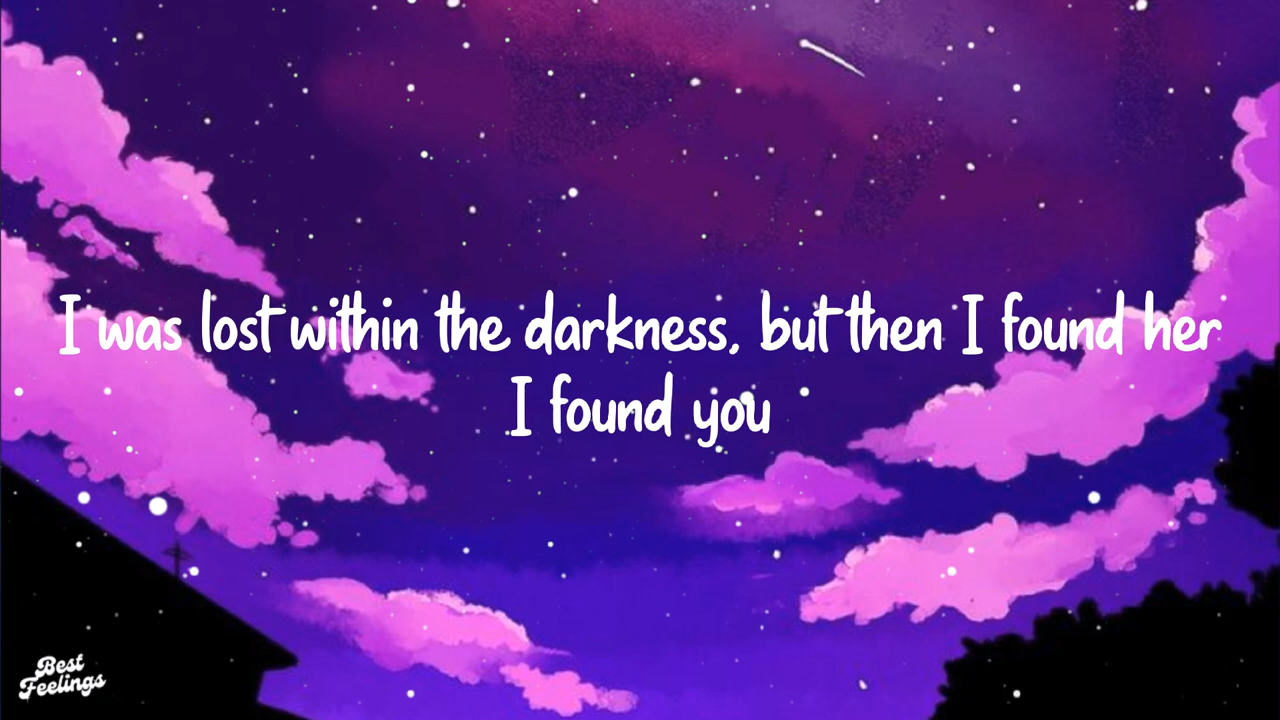 I was lost within the darkness, but then I found her
I found you
Best
Feelings